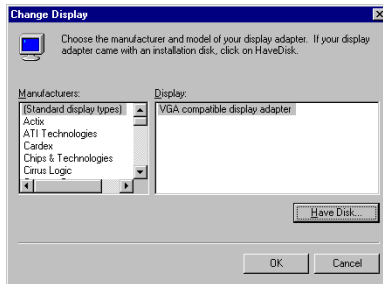 Change Display
Choose the manufacturer and model of your display adapter. If your display
adapter came with an installation disk, click on HaveDisk.
Manufacturers:
Display:
(Standard display types)
VGA compatible display adapter
Actix
ATI Technologies
Cardex
Chips & Technologies
Cirrus Logic
Have Disk...
OK
Cancel